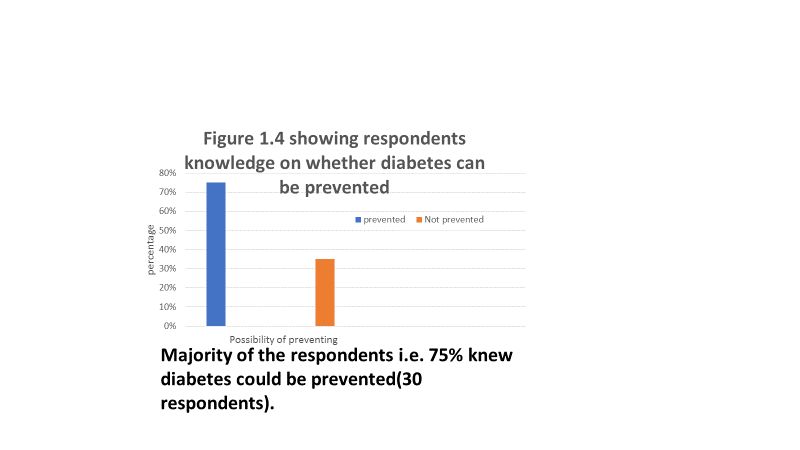 Figure 1.4 showing respondents
knowledge on whether diabetes can
be prevented
80%
70%
60%
50%
40%
30%
20%
10%
0%
percentage
prevented Not prevented
Possibility of preventing
Majority of the respondents i.e. 75% knew
diabetes could be prevented(30
respondents).